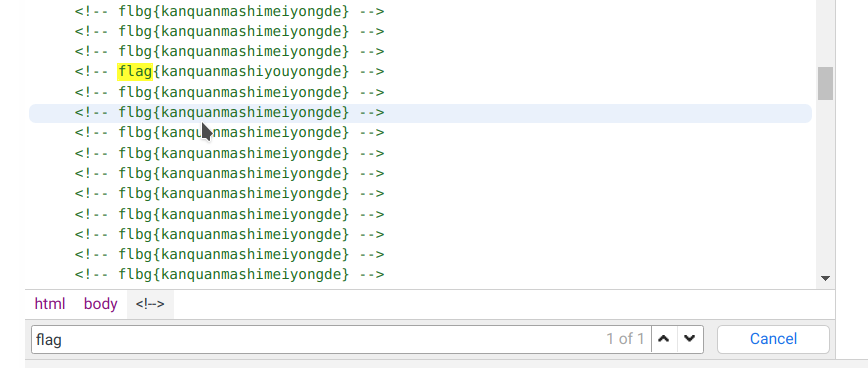 <!-- flbg{kanquanmashimeiyongde} -->
<!-- flbg{kanquanmashimeiyongde} -->
<!-- flbg{kanquanmashimeiyongde} -->
<!-- flag{kanquanmashiyouyongde} -->
<!-- flbg{kanquanmashimeiyongde} -->
<!-- flbg{kanquanmashimeiyongde} -->
<!-- flbg{kanquanmashimeiyongde} -->
<!-- flbg{kanquanmashimeiyongde} -->
<!-- flbg{kanquanmashimeiyongde} -->
<!-- flbg{kanquanmashimeiyongde} -->
<!-- flbg{kanquanmashimeiyongde} -->
<!-- flbg{kanquanmashimeiyongde} -->
<!-- flbg{kanquanmashimeiyongde} -->
<!-- flbg{kanquanmashimeiyongde} -->
html body <!-->
flag 1 of 1 Cancel